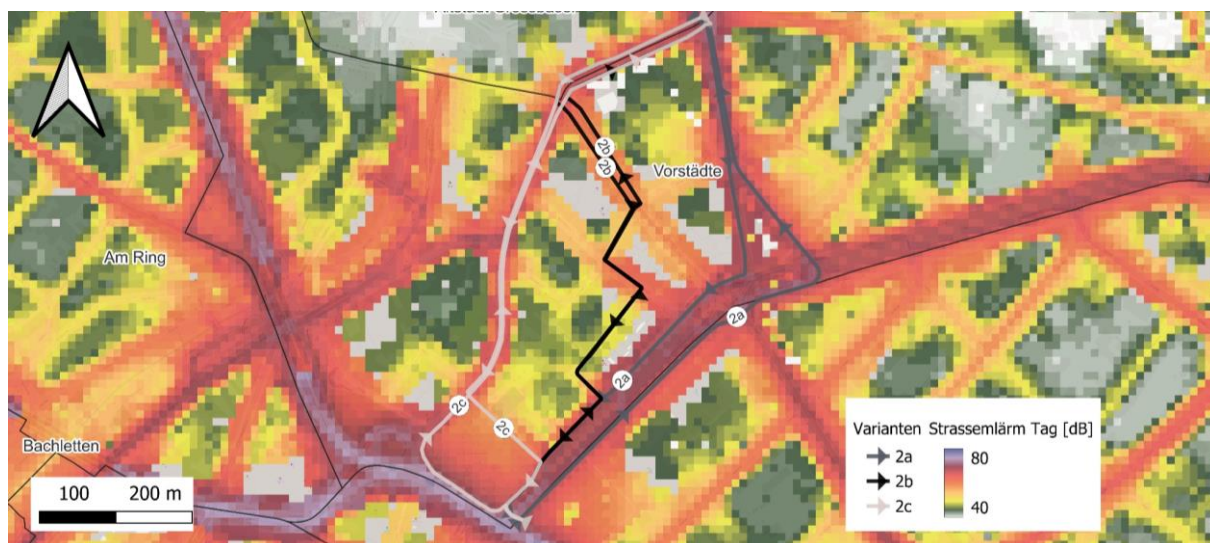 2b
2b
Vorstädte
Am Ring
2a
2a
2c
2c
Bachletten
100 200 m
Varianten Strassemlärm Tag [dB]
2a 80
2b
2c 40